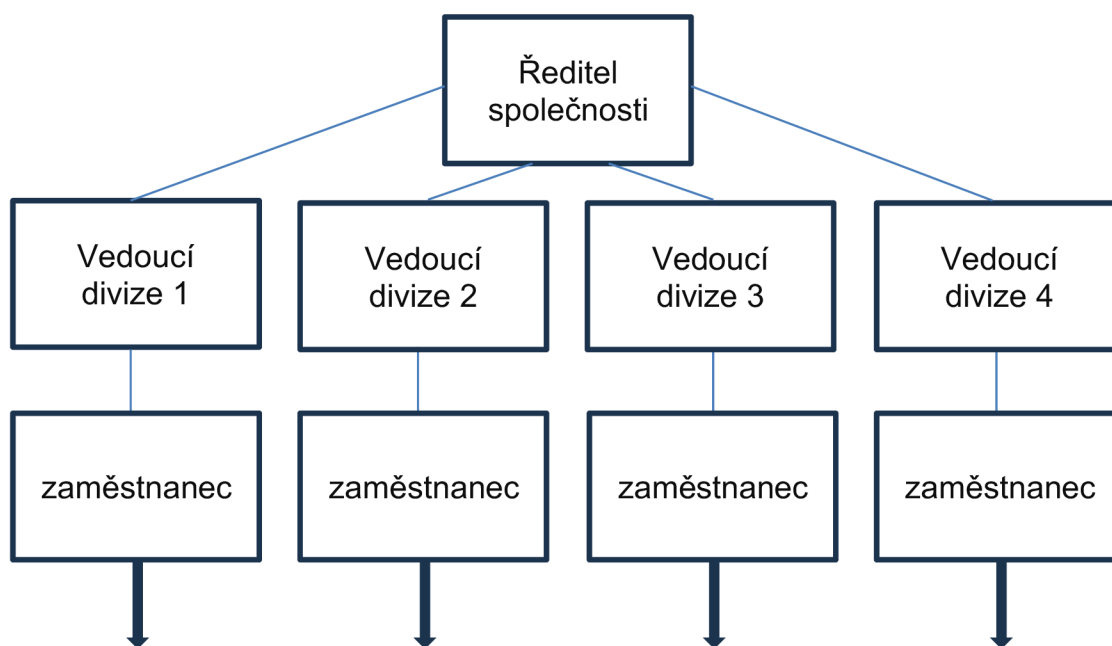 Ředitel
společnosti
Vedoucí
divize 1
Vedoucí
divize 2
Vedoucí
divize 3
Vedoucí
divize 4
zaměstnanec
zaměstnanec
zaměstnanec
zaměstnanec